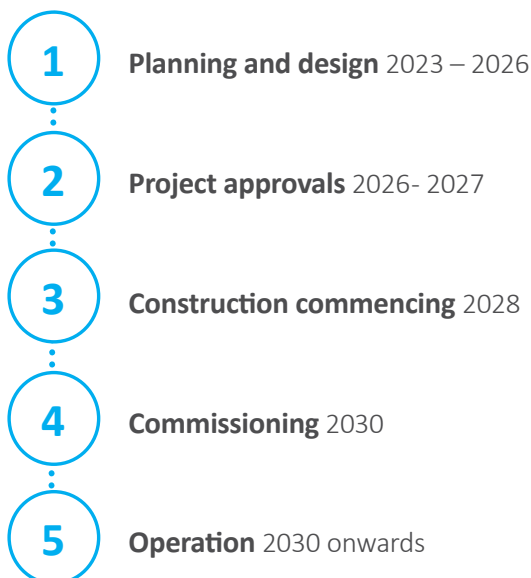 1
Planning and design 2023 – 2026
2
Project approvals 2026- 2027
3
Construction commencing 2028
4
Commissioning 2030
5
Operation 2030 onwards